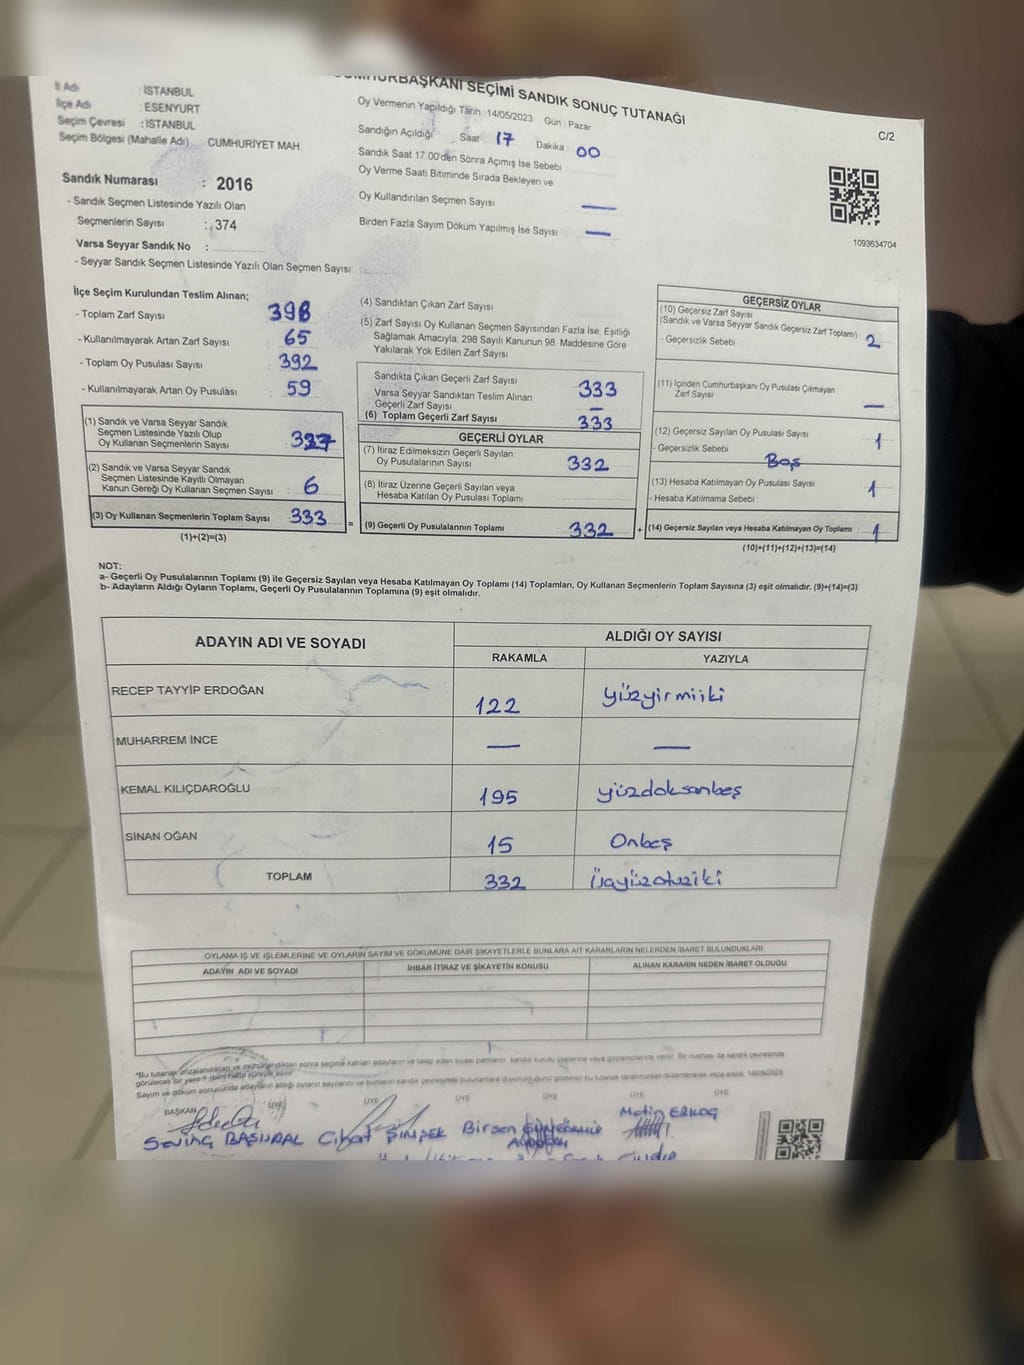 CUMHURBAŞKANI SEÇİMİ SANDIK SONUÇ TUTANAĞI
C/2
İl Adı : İSTANBUL
İlçe Adı : ESENYURT
Seçim Çevresi : İSTANBUL
Seçim Bölgesi (Mahalle Adı) : CUMHURİYET MAH.
Sandık Numarası : 2016
- Sandık Seçmen Listesinde Yazılı Olan
Seçmenlerin Sayısı : 374
Varsa Seyyar Sandık No :
- Seyyar Sandık Seçmen Listesinde Yazılı Olan Seçmen Sayısı:
Oy Vermenin Yapıldığı Tarih : 14/05/2023 Gün : Pazar
Sandığın Açıldığı Saat 17 Dakika 00
Sandık Saat 17.00'den Sonra Açımış İse Sebebi
Oy Verme Saati Bitiminde Sırada Bekleyen ve
Oy Kullandırılan Seçmen Sayısı —
Birden Fazla Sayım Döküm Yapılmış İse Sayısı —
1093634704
İlçe Seçim Kurulundan Teslim Alınan;
- Toplam Zarf Sayısı : 398
- Kullanılmayarak Artan Zarf Sayısı : 65
- Toplam Oy Pusulası Sayısı : 392
- Kullanılmayarak Artan Oy Pusulası : 59
(1) Sandık ve Varsa Seyyar Sandık
Seçmen Listesinde Yazılı Olup
Oy Kullanan Seçmenlerin Sayısı : 327
(2) Sandık ve Varsa Seyyar Sandık
Seçmen Listesinde Kayıtlı Olmayan
Kanun Gereği Oy Kullanan Seçmen Sayısı : 6
(3) Oy Kullanan Seçmenlerin Toplam Sayısı : 333
(1)+(2)=(3)
(4) Sandıktan Çıkan Zarf Sayısı
(5) Zarf Sayısı Oy Kullanan Seçmen Sayısından Fazla İse, Eşitliği
Sağlamak Amacıyla, 298 Sayılı Kanunun 98. Maddesine Göre
Yakılarak Yok Edilen Zarf Sayısı
Sandıkta Çıkan Geçerli Zarf Sayısı 333
Varsa Seyyar Sandıktan Teslim Alınan
Geçerli Zarf Sayısı —
(6) Toplam Geçerli Zarf Sayısı 333
GEÇERLİ OYLAR
(7) İtiraz Edilmeksizin Geçerli Sayılan
Oy Pusulalarının Sayısı 332
(8) İtiraz Üzerine Geçerli Sayılan veya
Hesaba Katılan Oy Pusulası Toplamı
= (9) Geçerli Oy Pusulalarının Toplamı 332
GEÇERSİZ OYLAR
(10) Geçersiz Zarf Sayısı
(Sandık ve Varsa Seyyar Sandık Geçersiz Zarf Toplamı) : 2
- Geçersizlik Sebebi
(11) İçinden Cumhurbaşkanı Oy Pusulası Çıkmayan
Zarf Sayısı —
(12) Geçersiz Sayılan Oy Pusulası Sayısı 1
- Geçersizlik Sebebi Boş
(13) Hesaba Katılmayan Oy Pusulası Sayısı 1
- Hesaba Katılmama Sebebi :
+ (14) Geçersiz Sayılan veya Hesaba Katılmayan Oy Toplamı 1
(10)+(11)+(12)+(13)=(14)
NOT:
a- Geçerli Oy Pusulalarının Toplamı (9) ile Geçersiz Sayılan veya Hesaba Katılmayan Oy Toplamı (14) Toplamları, Oy Kullanan Seçmenlerin Toplam Sayısına (3) eşit olmalıdır. (9)+(14)=(3)
b- Adayların Aldığı Oyların Toplamı, Geçerli Oy Pusulalarının Toplamına (9) eşit olmalıdır.
ADAYIN ADI VE SOYADI ALDIĞI OY SAYISI
RAKAMLA YAZIYLA
RECEP TAYYİP ERDOĞAN 122 yüzyirmiiki
MUHARREM İNCE — —
KEMAL KILIÇDAROĞLU 195 yüzdoksanbeş
SİNAN OĞAN 15 Onbeş
TOPLAM 332 Üçyüzotuziki
OYLAMA İŞ VE İŞLEMLERİNE VE OYLARIN SAYIM VE DÖKÜMÜNE DAİR ŞİKAYETLERLE BUNLARA AİT KARARLARIN NELERDEN İBARET BULUNDUKLARI
ADAYIN ADI VE SOYADI İHBAR İTİRAZ VE ŞİKAYETİN KONUSU ALINAN KARARIN NEDEN İBARET OLDUĞU
BAŞKAN ÜYE ÜYE ÜYE ÜYE ÜYE ÜYE
Metin ERKOÇ
BAŞURAL Cihat ŞİMŞEK Birsen